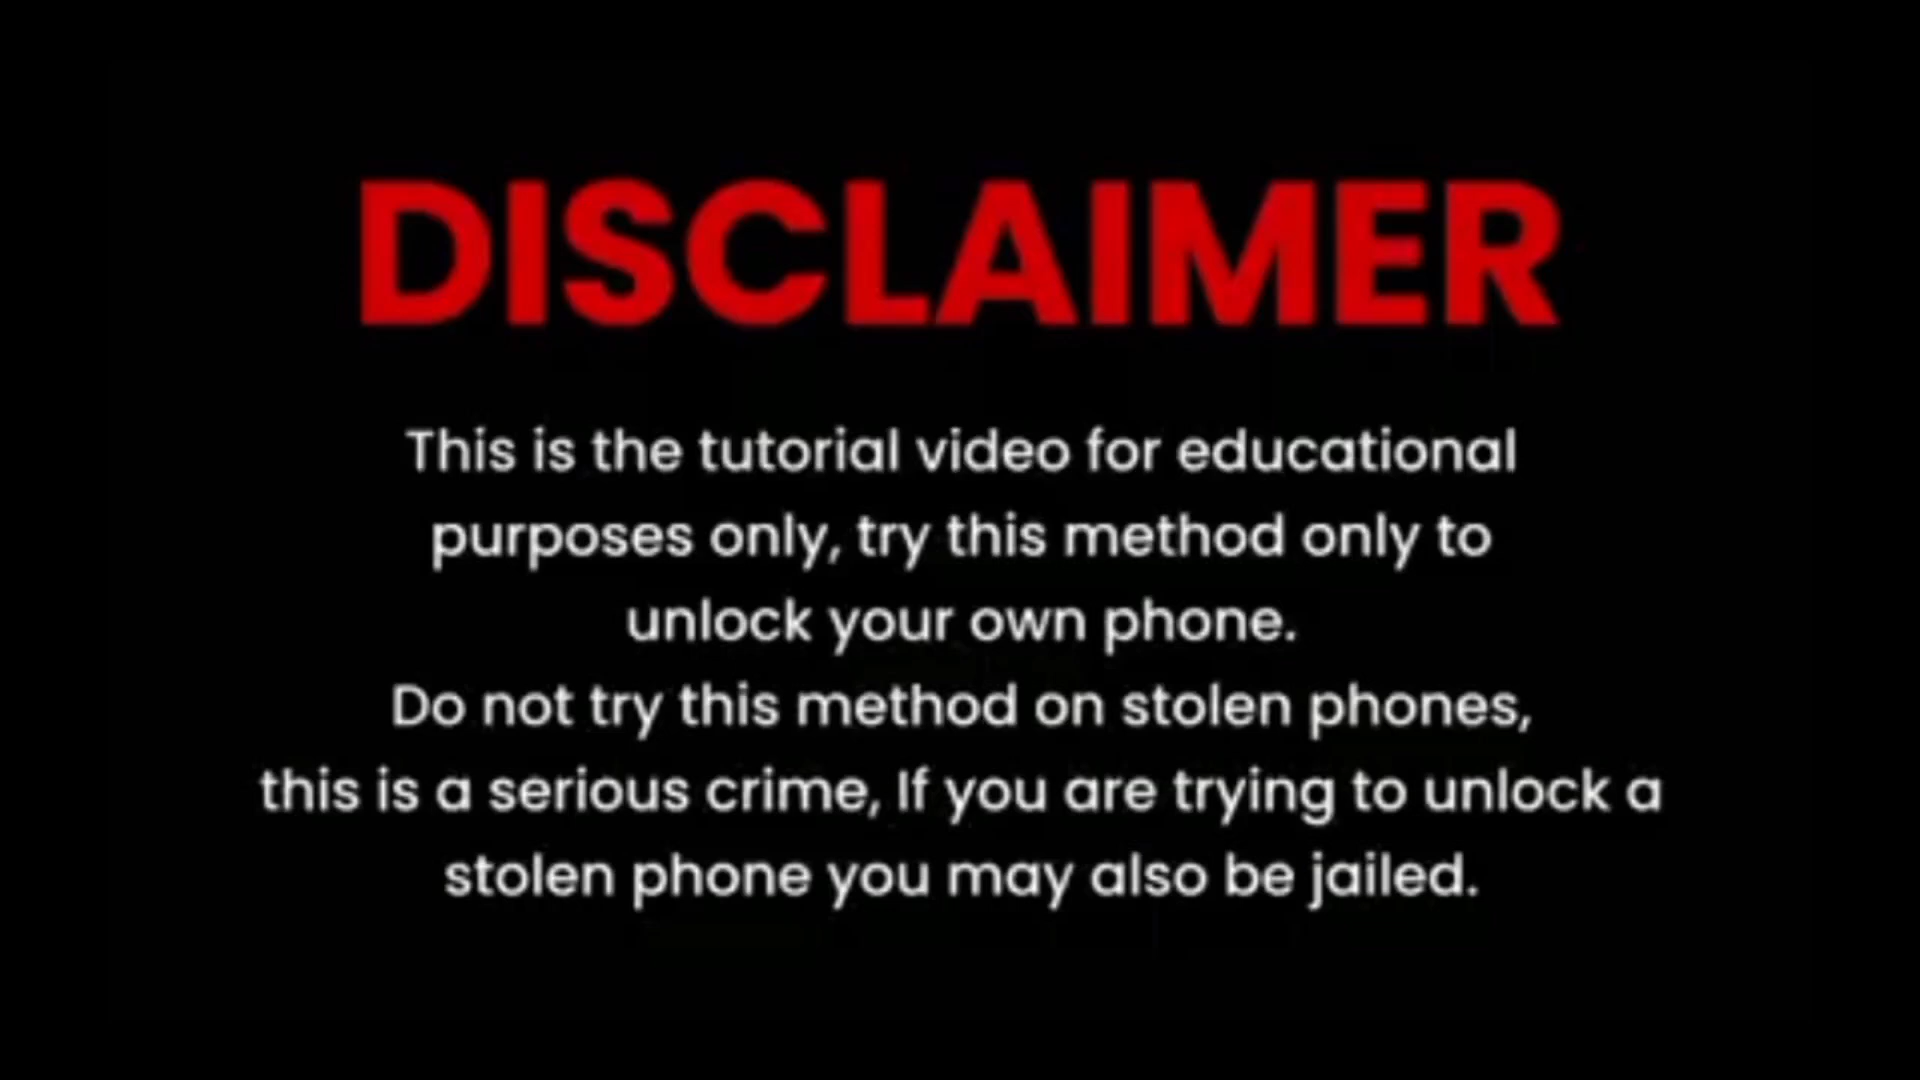 DISCLAIMER
This is the tutorial video for educational
purposes only, try this method only to
unlock your own phone.
Do not try this method on stolen phones,
this is a serious crime, If you are trying to unlock a
stolen phone you may also be jailed.